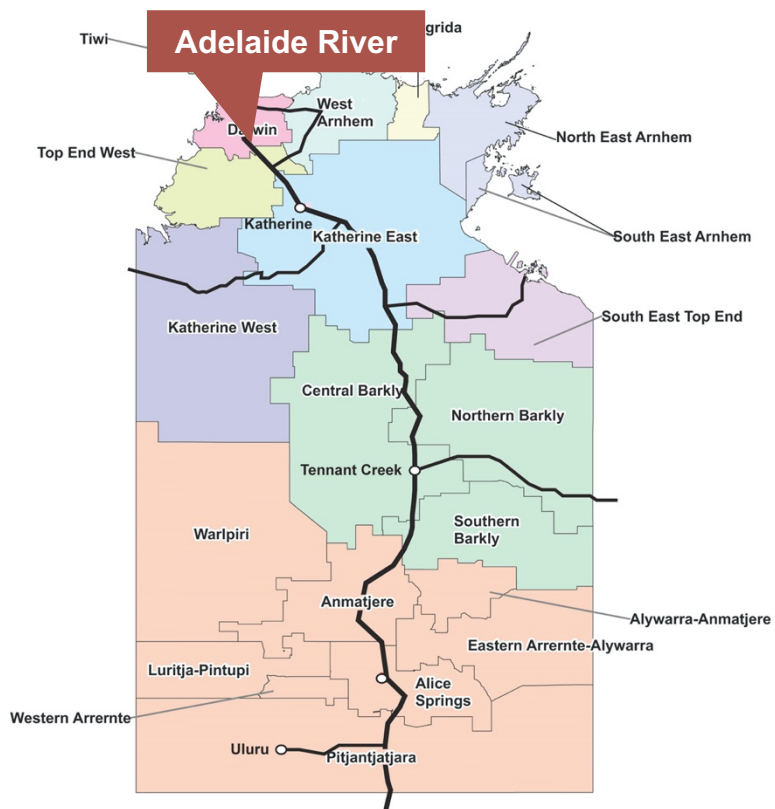 Tiwi
Adelaide River
West
Arnhem
North East Arnhem
Top End West
South East Arnhem
Katherine
Katherine East
South East Top End
Katherine West
Central Barkly
Northern Barkly
Tennant Creek
Southern
Barkly
Warlpiri
Anmatjere
Alywarra-Anmatjere
Eastern Arrernte-Alywarra
Luritja-Pintupi
Alice
Springs
Western Arrernte
Uluru
Pitjantjatjara